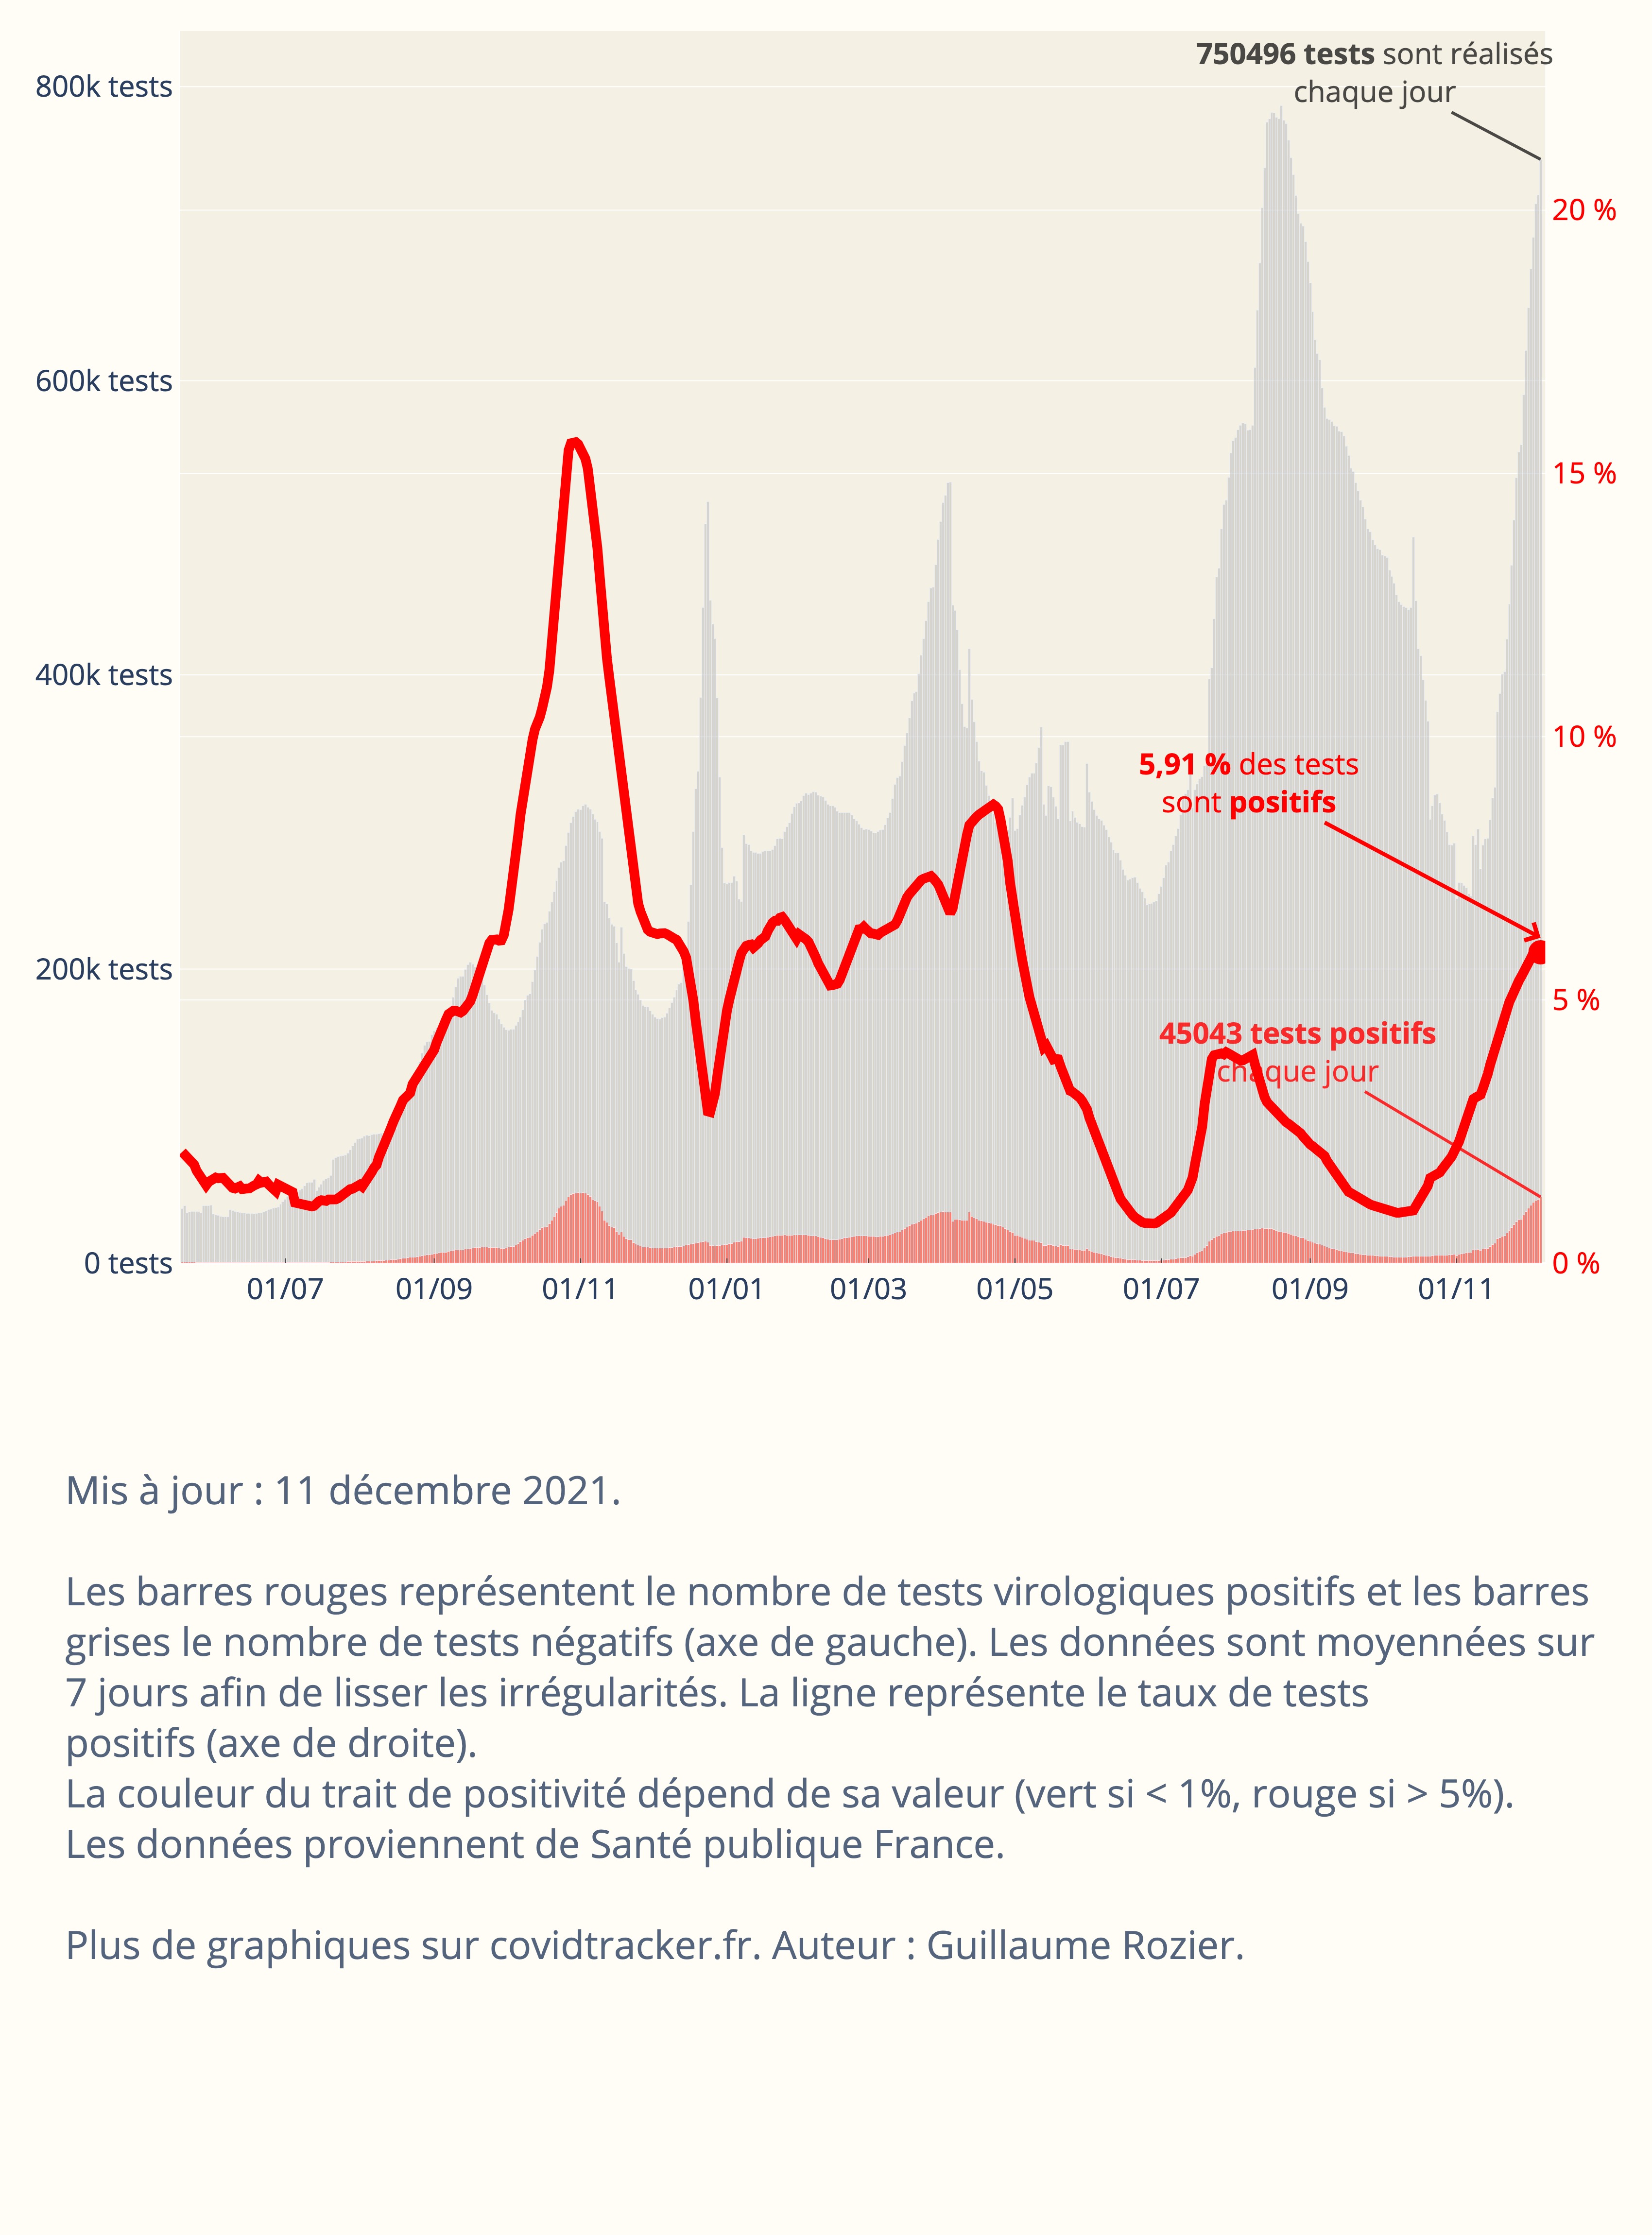 750496 tests sont réalisés
chaque jour
800k tests
20 %
600k tests
15 %
400k tests
10 %
5,91 % des tests
sont positifs
200k tests
5 %
45043 tests positifs
chaque jour
0 tests
0 %
01/07 01/09 01/11 01/01 01/03 01/05 01/07 01/09 01/11
Mis à jour : 11 décembre 2021.
Les barres rouges représentent le nombre de tests virologiques positifs et les barres
grises le nombre de tests négatifs (axe de gauche). Les données sont moyennées sur
7 jours afin de lisser les irrégularités. La ligne représente le taux de tests
positifs (axe de droite).
La couleur du trait de positivité dépend de sa valeur (vert si < 1%, rouge si > 5%).
Les données proviennent de Santé publique France.
Plus de graphiques sur covidtracker.fr. Auteur : Guillaume Rozier.